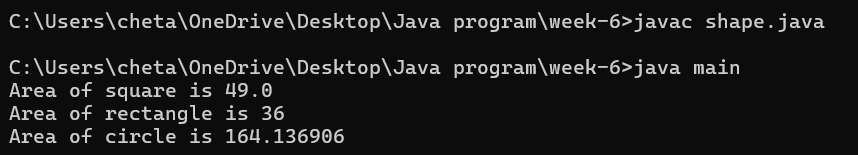 C:\Users\cheta\OneDrive\Desktop\Java program\week-6>javac shape.java
C:\Users\cheta\OneDrive\Desktop\Java program\week-6>java main
Area of square is 49.0
Area of rectangle is 36
Area of circle is 164.136906